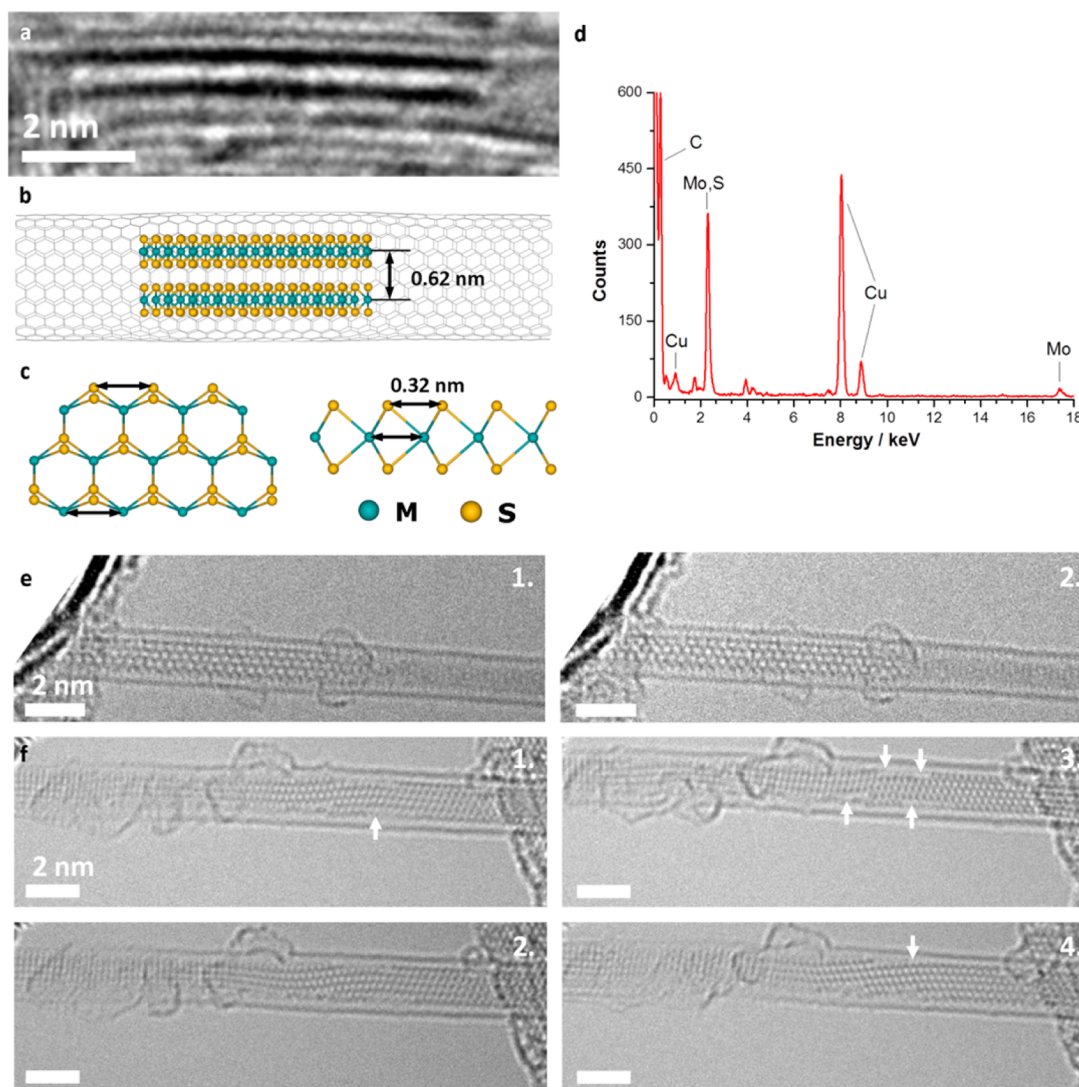 a
2 nm
b
0.62 nm
c
0.32 nm
M
S
d
600
450
300
150
0
Counts
C
Mo,S
Cu
Cu
Mo
0 2 4 6 8 10 12 14 16 18
Energy / keV
e
1.
2 nm
2.
f
1.
2 nm
3.
2.
4.